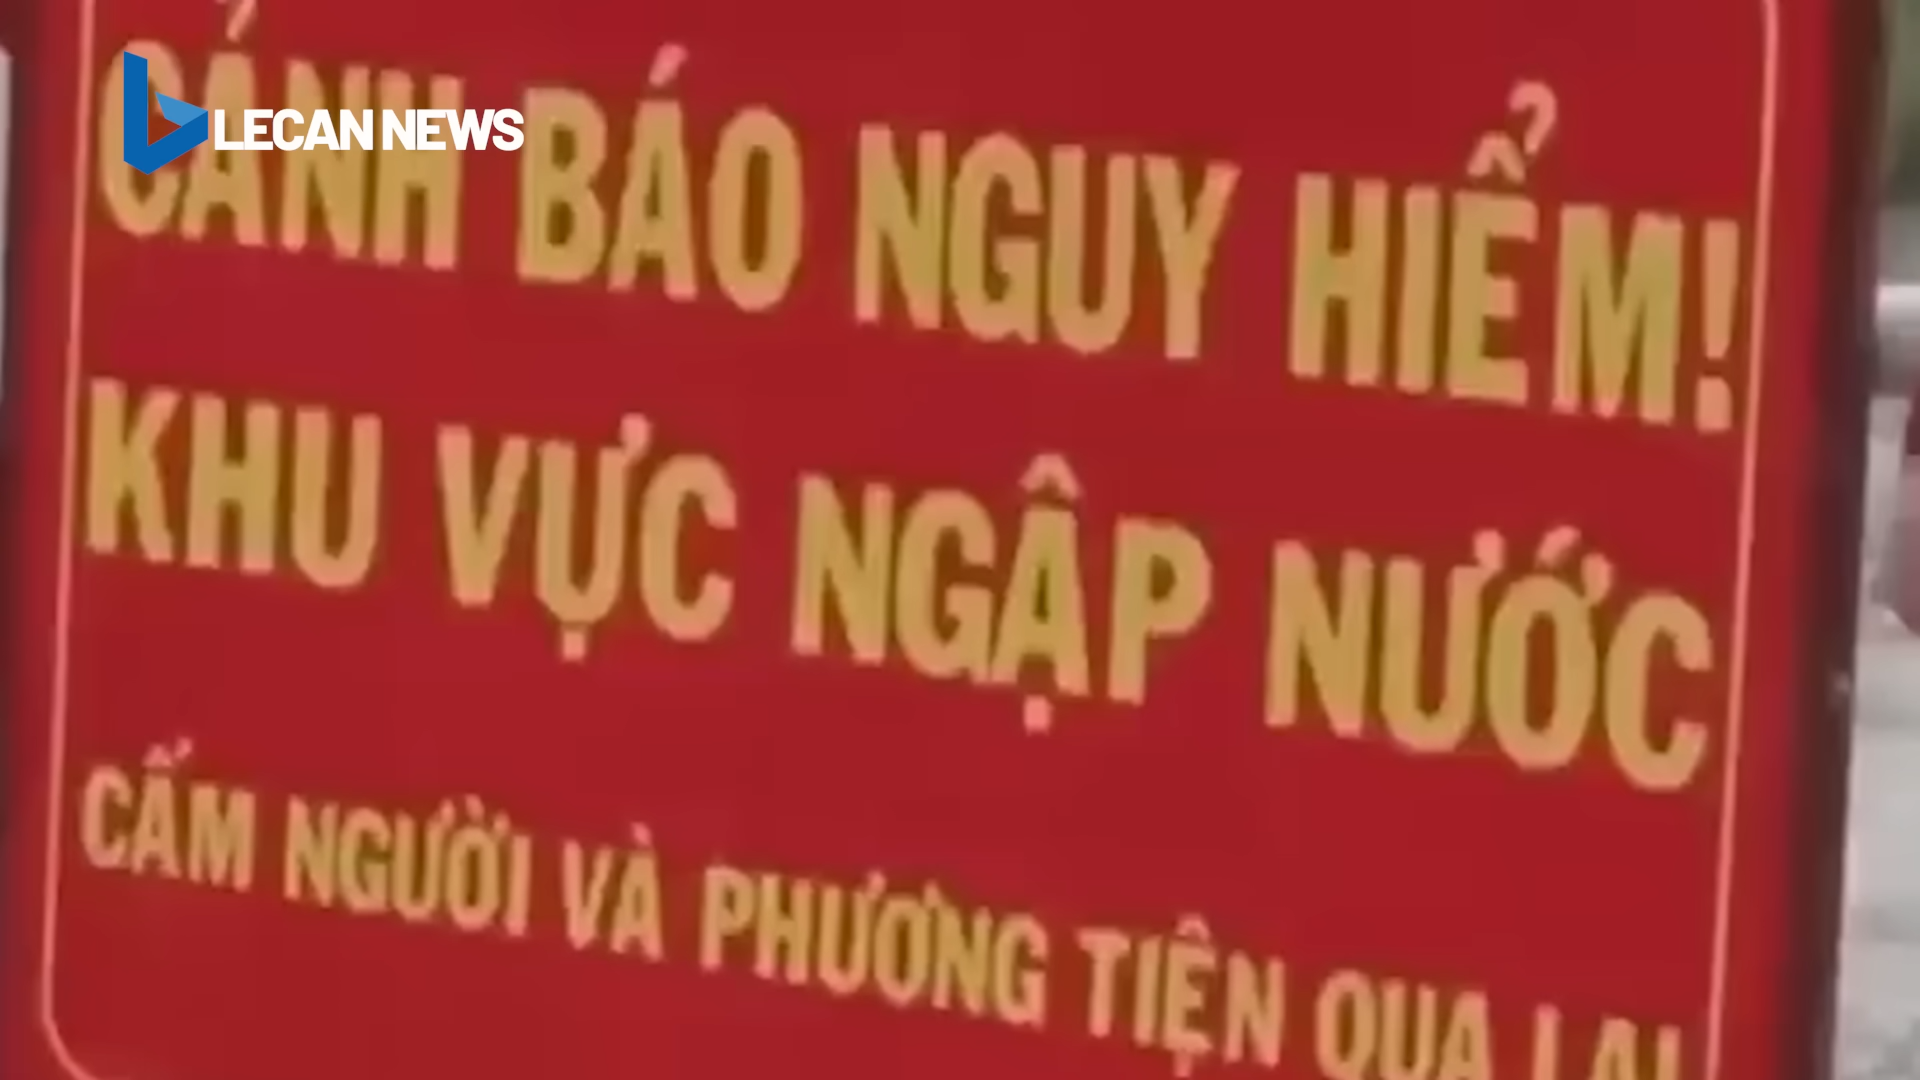 LECAN NEWS
CẢNH BÁO NGUY HIỂM!
KHU VỰC NGẬP NƯỚC
CẤM NGƯỜI VÀ PHƯƠNG TIỆN QUA LẠI